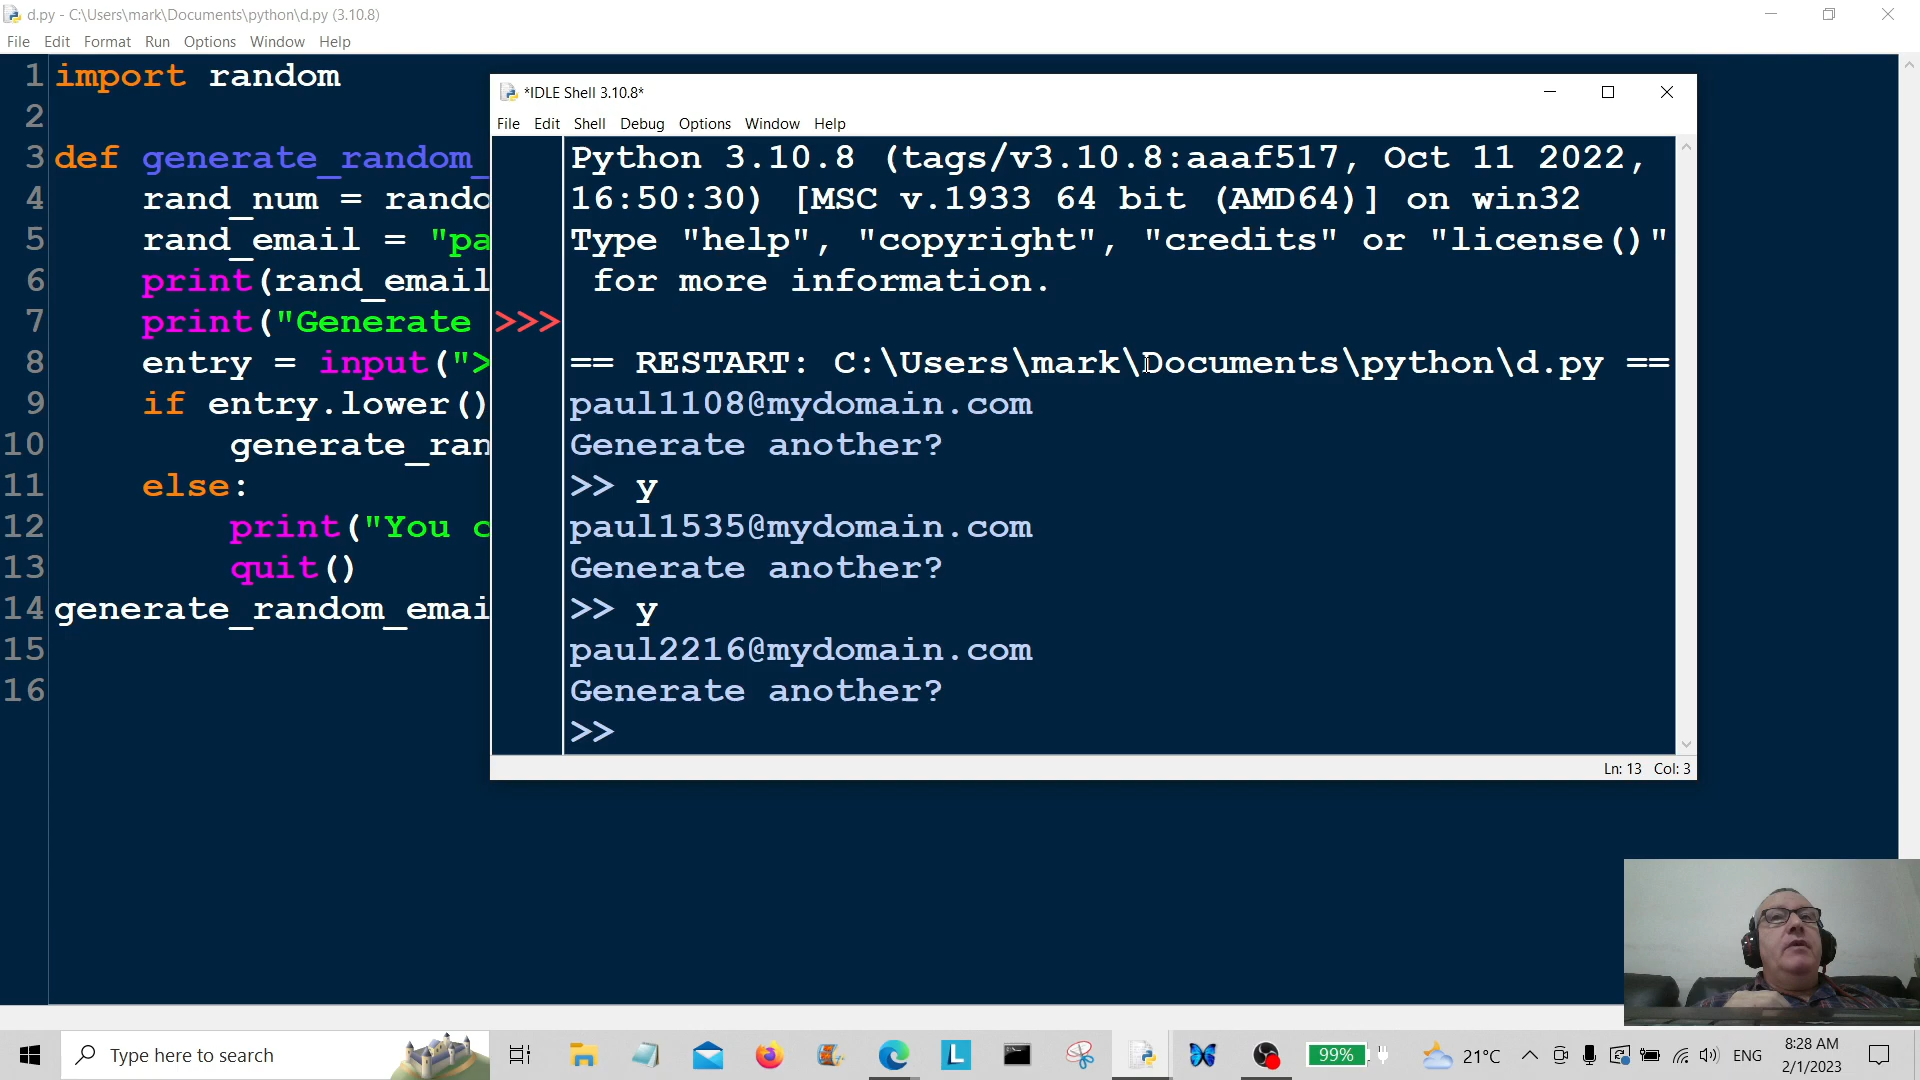 d.py - C:\Users\mark\Documents\python\d.py (3.10.8)
File Edit Format Run Options Window Help
1 import random
2
3 def generate_random_
4 rand_num = rando
5 rand_email = "pa
6 print(rand_email
7 print("Generate
8 entry = input(">
9 if entry.lower()
10 generate_ran
11 else:
12 print("You c
13 quit()
14 generate_random_emai
15
16
*IDLE Shell 3.10.8*
File Edit Shell Debug Options Window Help
Python 3.10.8 (tags/v3.10.8:aaaf517, Oct 11 2022,
16:50:30) [MSC v.1933 64 bit (AMD64)] on win32
Type "help", "copyright", "credits" or "license()"
for more information.
>>>
== RESTART: C:\Users\mark\Documents\python\d.py ==
paul1108@mydomain.com
Generate another?
>> y
paul1535@mydomain.com
Generate another?
>> y
paul2216@mydomain.com
Generate another?
>>
Ln: 13 Col: 3
Type here to search
L
99%
21°C
ENG
8:28 AM
2/1/2023